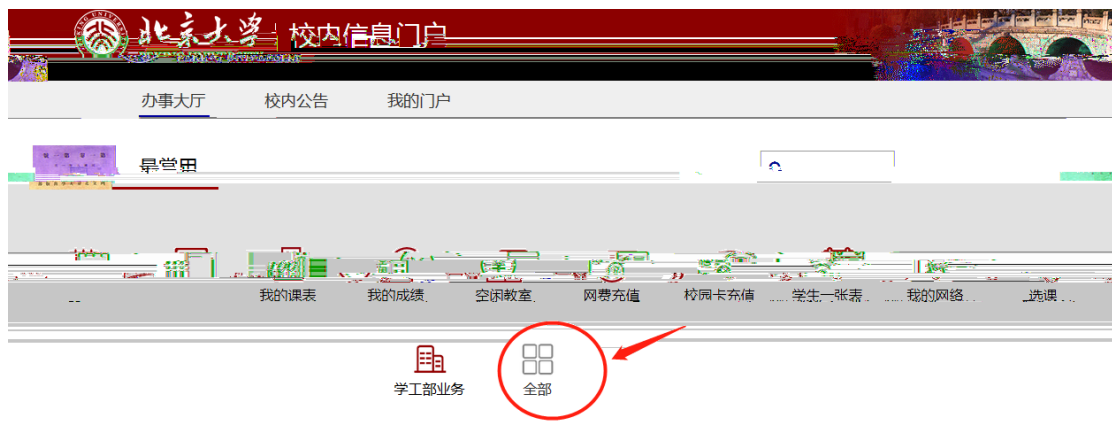 北京大学 校内信息门户
办事大厅 校内公告 我的门户
最常用
我的课表 我的成绩 空闲教室 网费充值 校园卡充值 学生一张表 我的网络 选课
学工部业务 全部